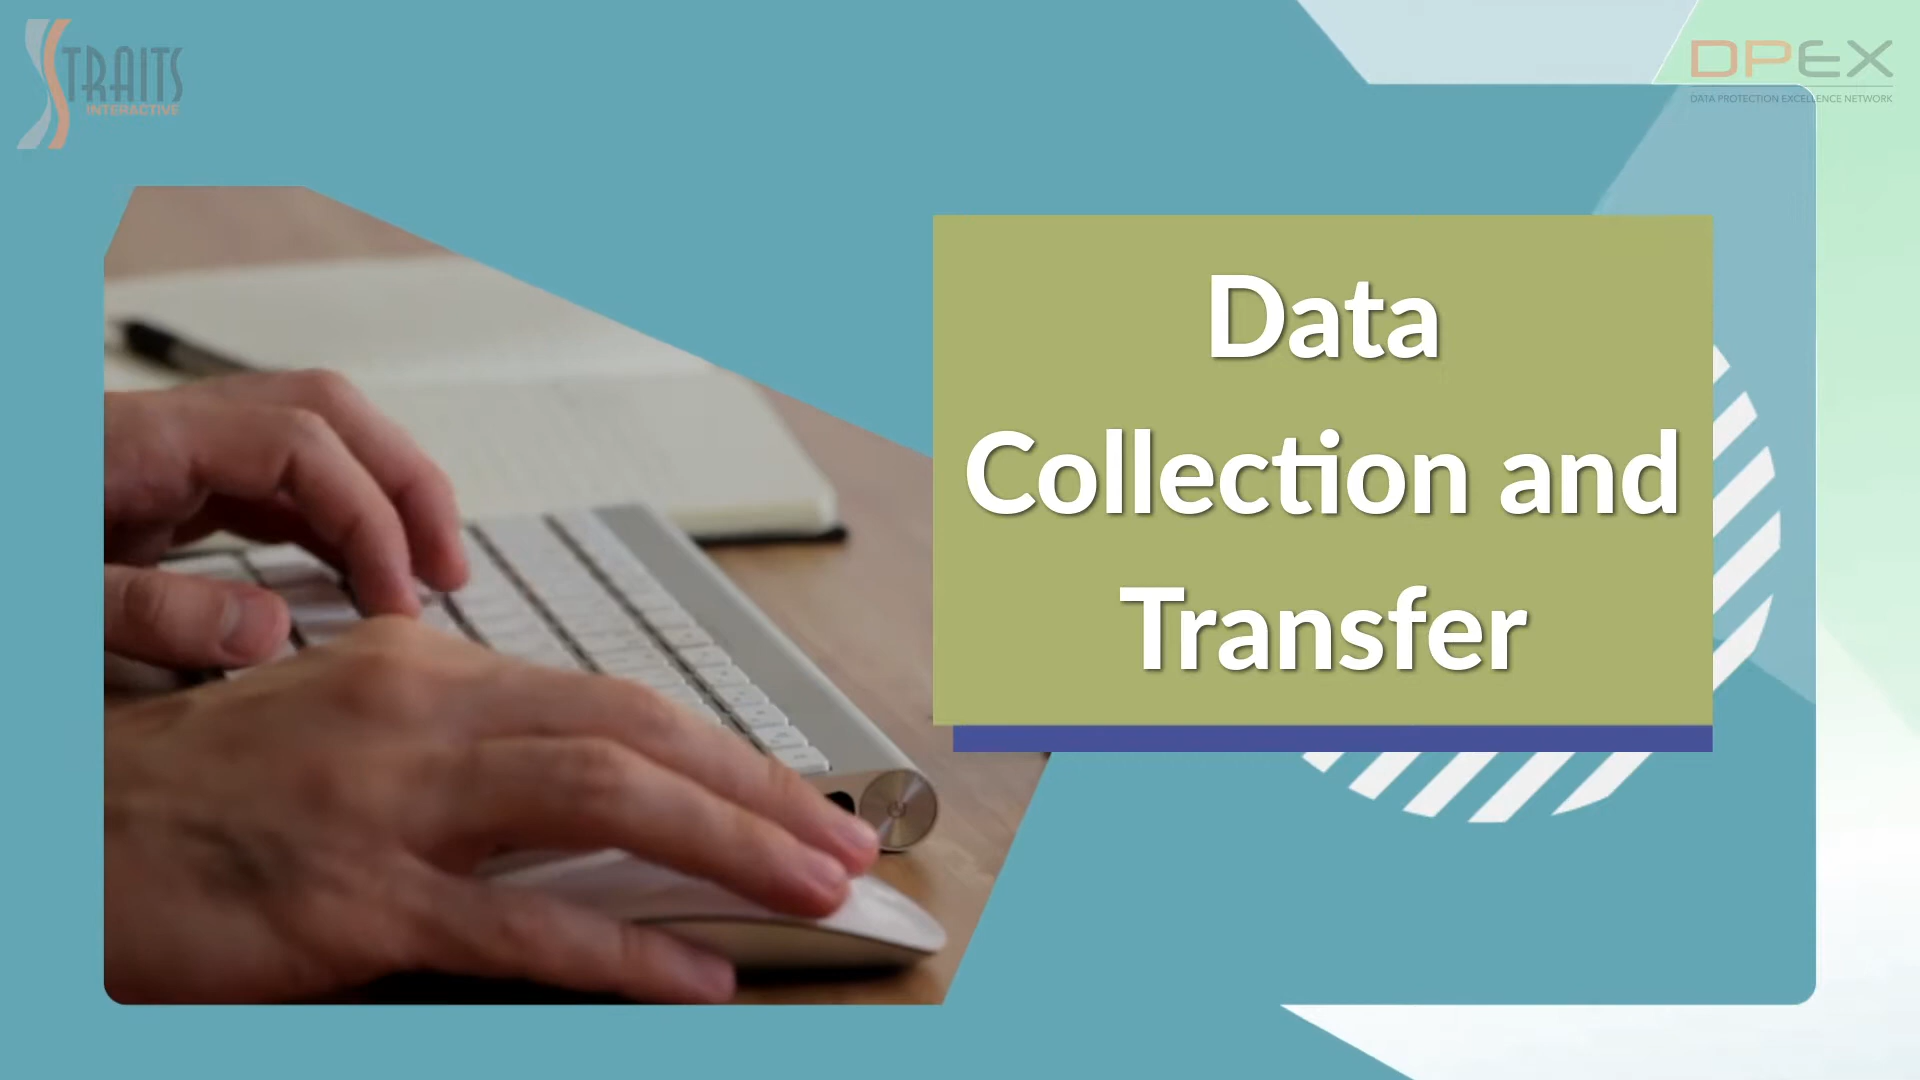 STRAITS
INTERACTIVE
DPEX
DATA PROTECTION EXCELLENCE NETWORK
Data
Collection and
Transfer